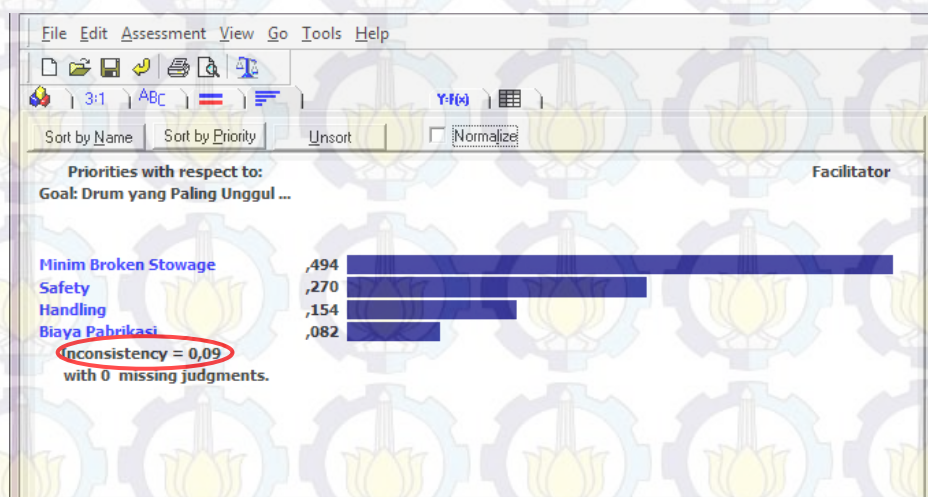 File Edit Assessment View Go Tools Help
3:1 ABC Y=F(x)
Sort by Name Sort by Priority Unsort Normalize
Priorities with respect to: Facilitator
Goal: Drum yang Paling Unggul ...
Minim Broken Stowage ,494
Safety ,270
Handling ,154
Biaya Pabrikasi ,082
Inconsistency = 0,09
with 0 missing judgments.